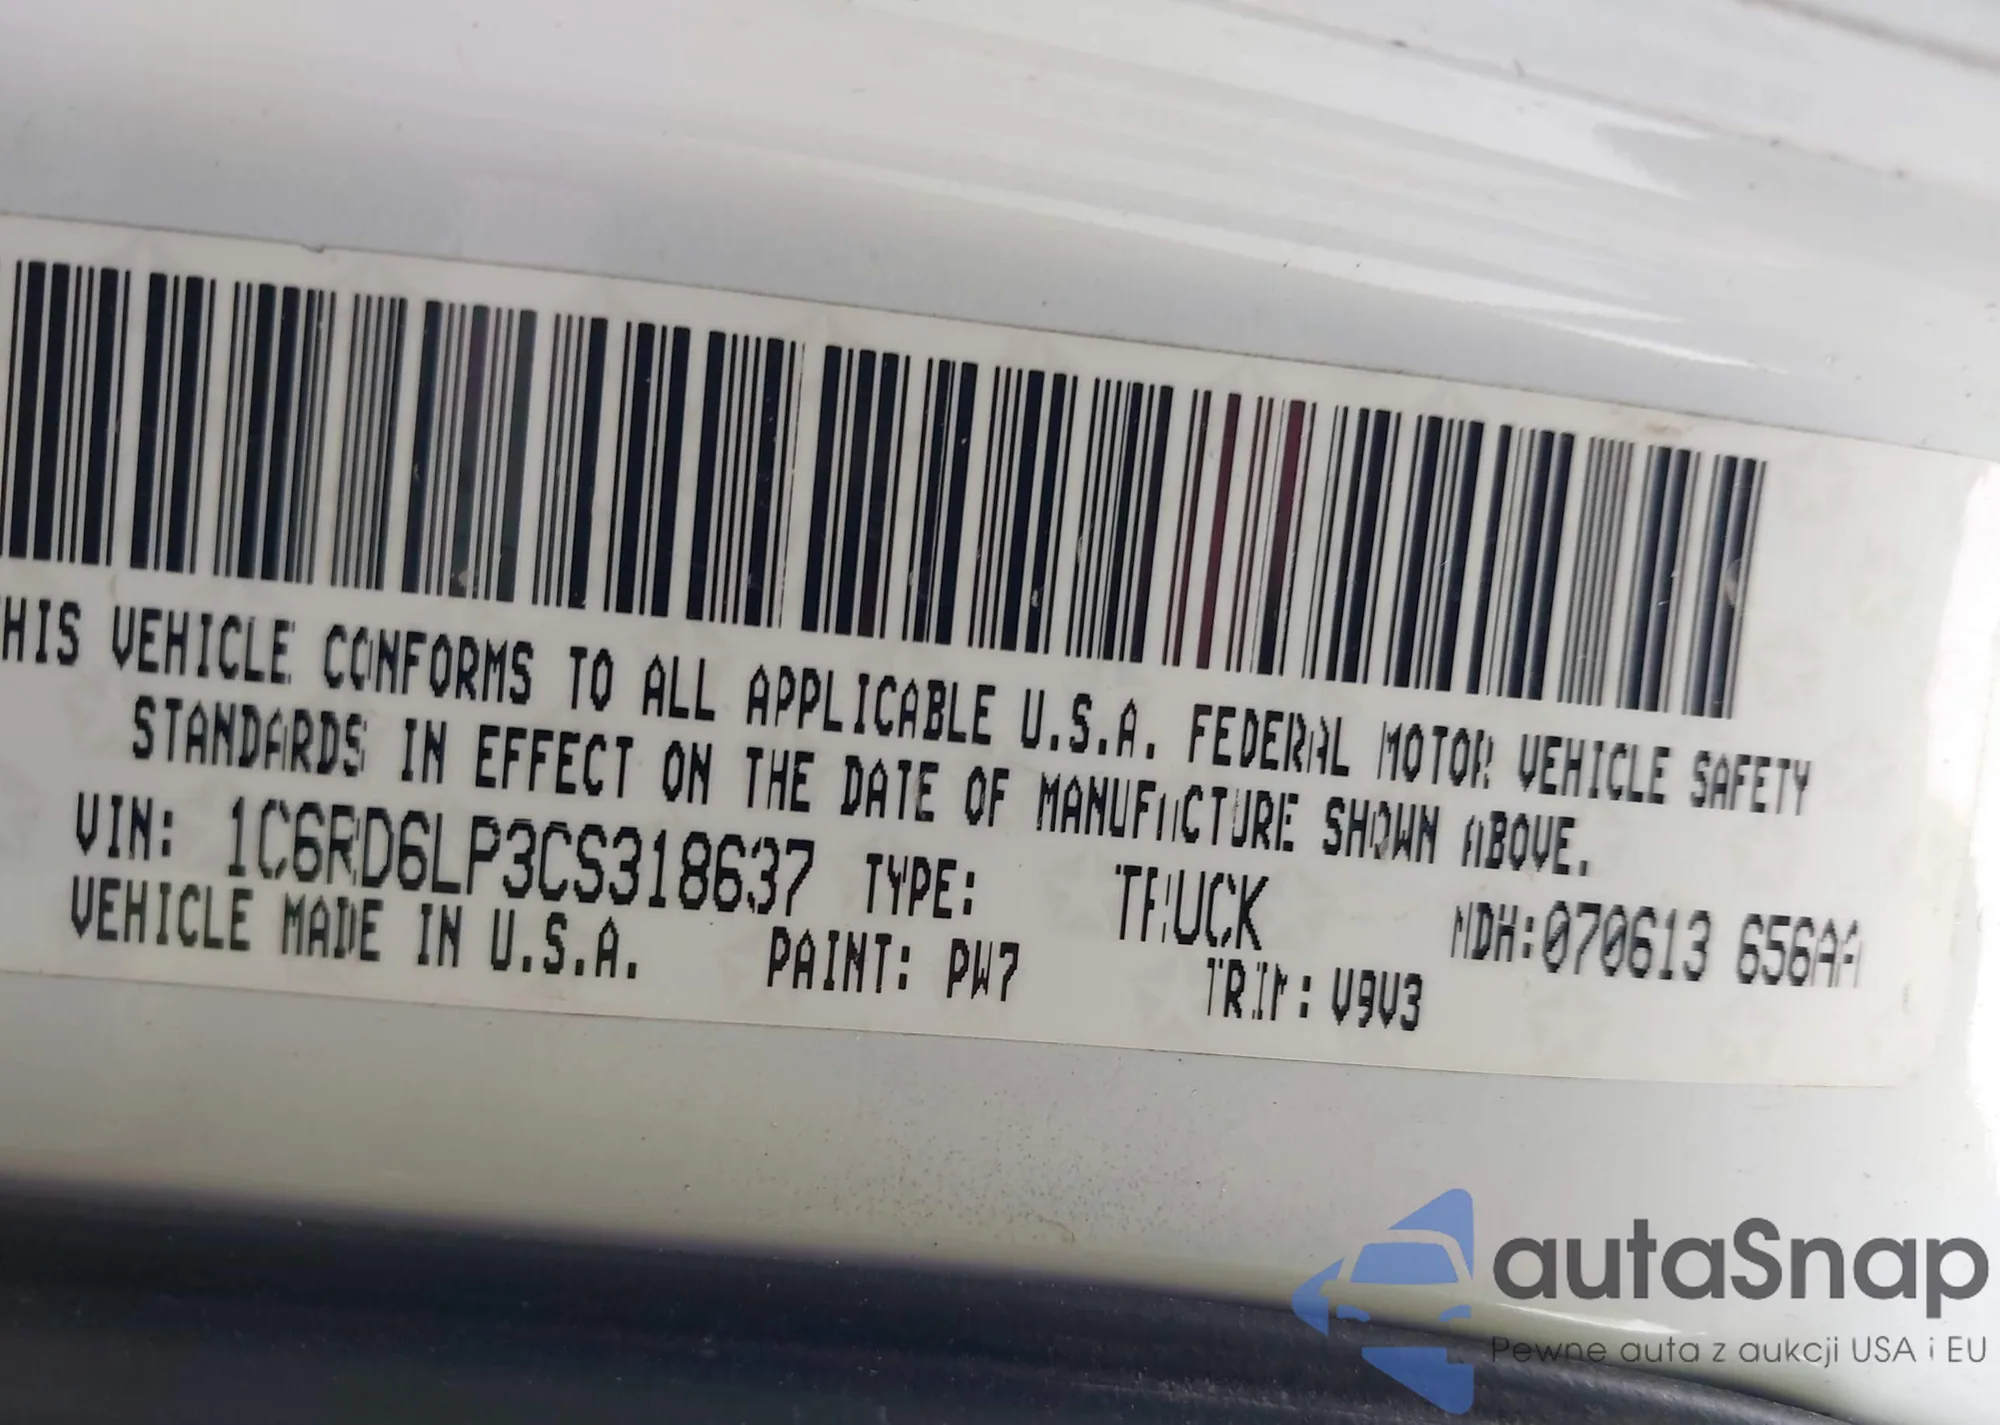 THIS VEHICLE CONFORMS TO ALL APPLICABLE U.S.A. FEDERAL MOTOR VEHICLE SAFETY
STANDARDS IN EFFECT ON THE DATE OF MANUFACTURE SHOWN ABOVE.
VIN: 1C6RD6LP3CS318637 TYPE: TRUCK MDH:070613 656AA
VEHICLE MADE IN U.S.A. PAINT: PW7 TRIM: V9V3
autaSnap
Pewne auta z aukcji USA i EU